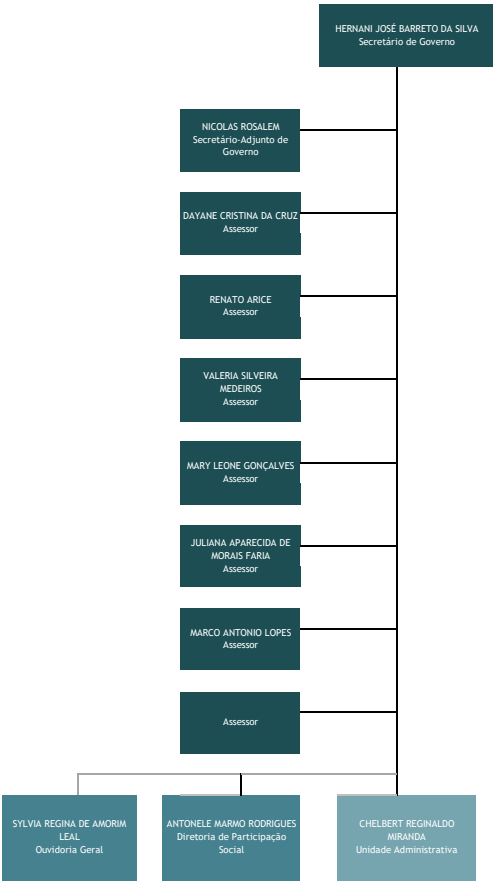 HERNANI JOSÉ BARRETO DA SILVA
Secretário de Governo
NICOLAS ROSALEM
Secretário-Adjunto de
Governo
DAYANE CRISTINA DA CRUZ
Assessor
RENATO ARICE
Assessor
VALERIA SILVEIRA
MEDEIROS
Assessor
MARY LEONE GONÇALVES
Assessor
JULIANA APARECIDA DE
MORAIS FARIA
Assessor
MARCO ANTONIO LOPES
Assessor
Assessor
SYLVIA REGINA DE AMORIM
LEAL
Ouvidoria Geral
ANTONELE MARMO RODRIGUES
Diretoria de Participação
Social
CHELBERT REGINALDO
MIRANDA
Unidade Administrativa